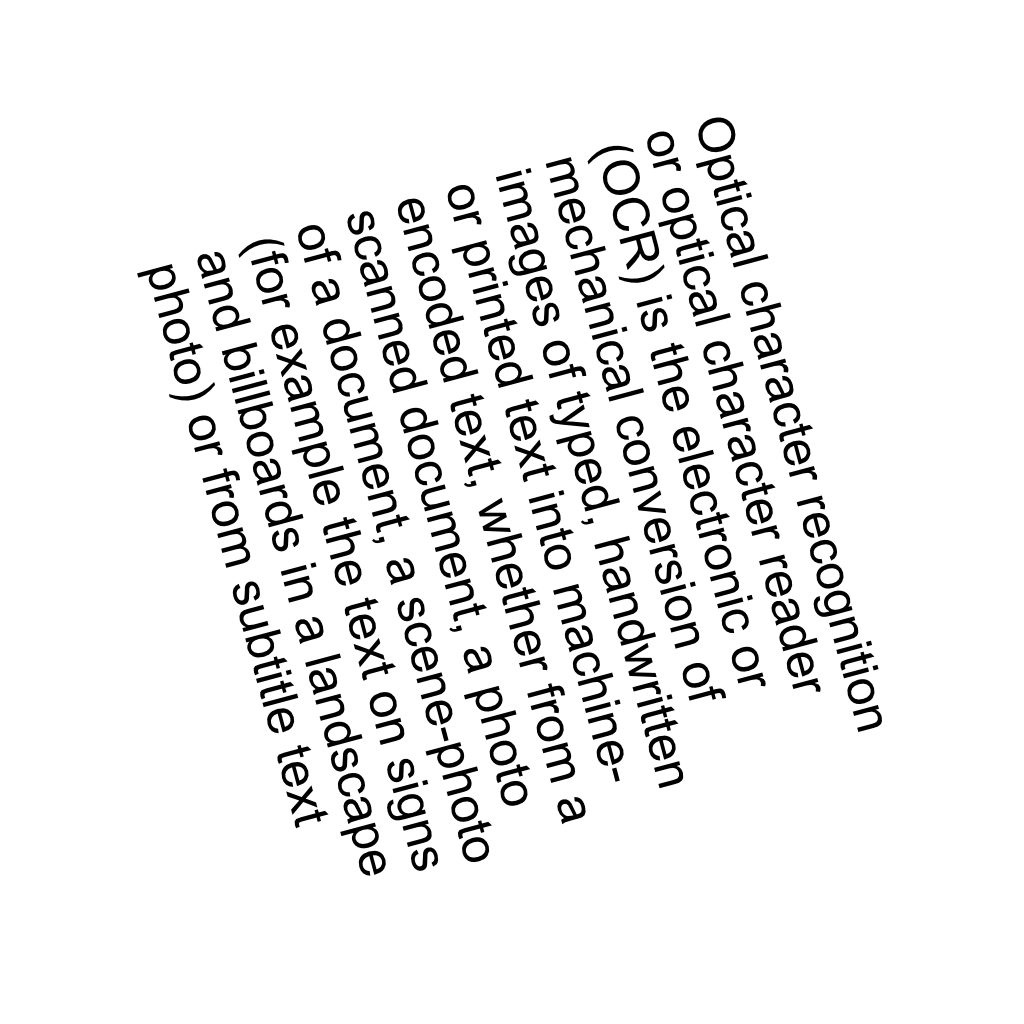 Optical character recognition
or optical character reader
(OCR) is the electronic or
mechanical conversion of
images of typed, handwritten
or printed text into machine-
encoded text, whether from a
scanned document, a photo
of a document, a scene-photo
(for example the text on signs
and billboards in a landscape
photo) or from subtitle text